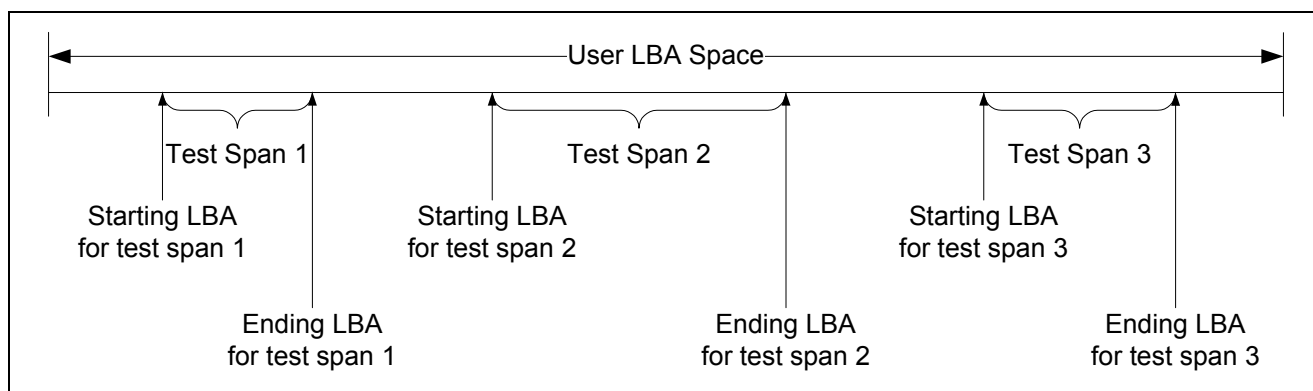 User LBA Space
Test Span 1
Test Span 2
Test Span 3
Starting LBA
for test span 1
Starting LBA
for test span 2
Starting LBA
for test span 3
Ending LBA
for test span 1
Ending LBA
for test span 2
Ending LBA
for test span 3